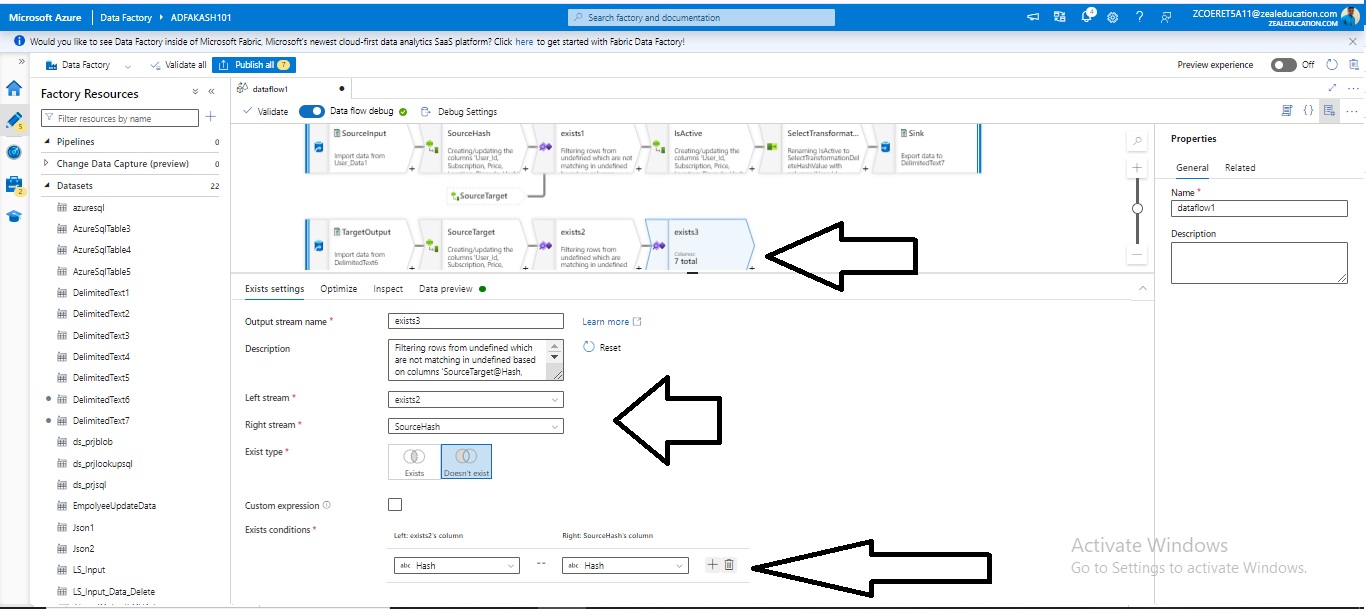 Microsoft Azure | Data Factory ▸ ADFAKASH101
Search factory and documentation
4
ZCOERET5A11@zealeducation.com
ZEALEDUCATION.COM
Would you like to see Data Factory inside of Microsoft Fabric, Microsoft's newest cloud-first data analytics SaaS platform? Click here to get started with Fabric Data Factory!
Data Factory
Validate all
Publish all 7
Preview experience
Off
5
2
Factory Resources
Filter resources by name
Pipelines 0
Change Data Capture (preview) 0
Datasets 22
azuresql
AzureSqlTable3
AzureSqlTable4
AzureSqlTable5
DelimitedText1
DelimitedText2
DelimitedText3
DelimitedText4
DelimitedText5
DelimitedText6
DelimitedText7
ds_prjblob
ds_prjlookupsql
ds_prjsql
EmpolyeeUpdateData
Json1
Json2
LS_Input
LS_Input_Data_Delete
dataflow1
Validate
Data flow debug
Debug Settings
SourceInput
Import data from
User_Data1
SourceHash
Creating/updating the
columns 'User_Id,
Subscription, Price,
exists1
Filtering rows from
undefined which are not
matching in undefined
IsActive
Creating/updating the
columns 'User_Id,
Subscription, Price,
SelectTransformat...
Renaming IsActive to
SelectTransformationDel
eteHashValue with
Sink
Export data to
DelimitedText7
SourceTarget
TargetOutput
Import data from
DelimitedText6
SourceTarget
Creating/updating the
columns 'User_Id,
Subscription, Price,
exists2
Filtering rows from
undefined which are
matching in undefined
exists3
Columns:
7 total
Exists settings
Optimize
Inspect
Data preview
Output stream name *
exists3
Learn more
Description
Filtering rows from undefined which
are not matching in undefined based
on columns 'SourceTarget@Hash,
Reset
Left stream *
exists2
Right stream *
SourceHash
Exist type *
Exists
Doesn't exist
Custom expression
Exists conditions *
Left: exists2's column
Right: SourceHash's column
abc Hash
==
abc Hash
Properties
General
Related
Name *
dataflow1
Description
Activate Windows
Go to Settings to activate Windows.